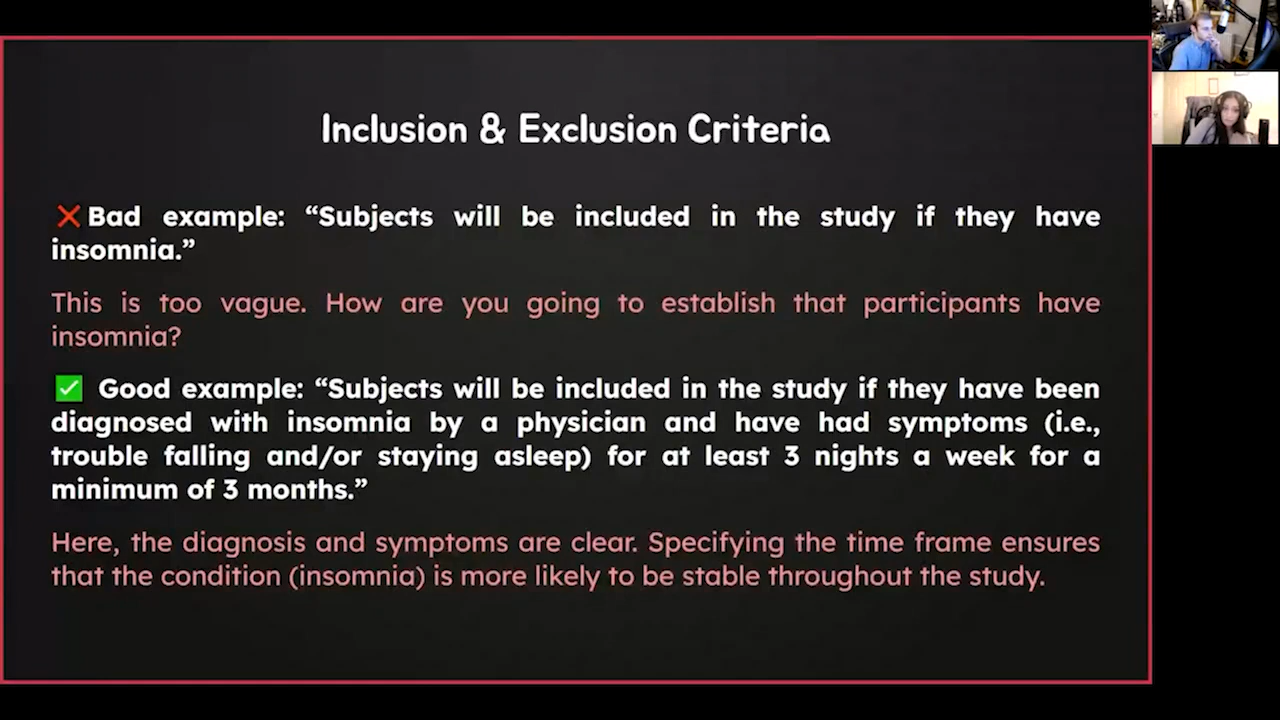 Inclusion & Exclusion Criteria
❌Bad example: “Subjects will be included in the study if they have
insomnia.”
This is too vague. How are you going to establish that participants have
insomnia?
✅ Good example: “Subjects will be included in the study if they have been
diagnosed with insomnia by a physician and have had symptoms (i.e.,
trouble falling and/or staying asleep) for at least 3 nights a week for a
minimum of 3 months.”
Here, the diagnosis and symptoms are clear. Specifying the time frame ensures
that the condition (insomnia) is more likely to be stable throughout the study.